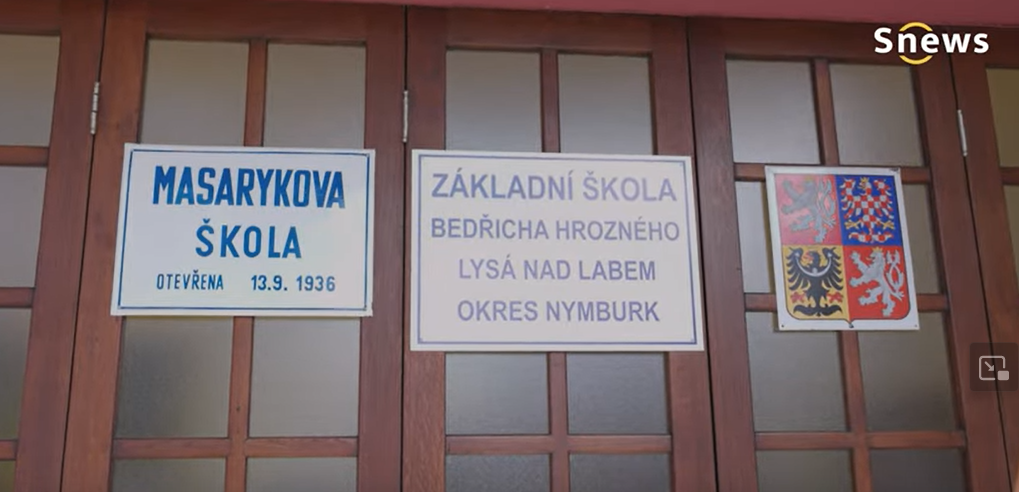 Snews
MASARYKOVA
ŠKOLA
OTEVŘENA 13.9. 1936
ZÁKLADNÍ ŠKOLA
BEDŘICHA HROZNÉHO
LYSÁ NAD LABEM
OKRES NYMBURK